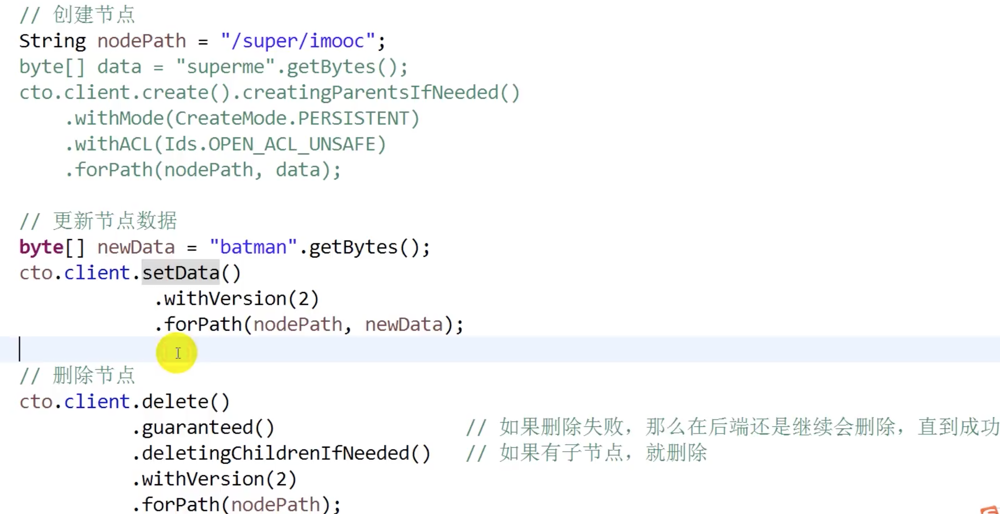 // 创建节点
String nodePath = "/super/imooc";
byte[] data = "superme".getBytes();
cto.client.create().creatingParentsIfNeeded()
.withMode(CreateMode.PERSISTENT)
.withACL(Ids.OPEN_ACL_UNSAFE)
.forPath(nodePath, data);
// 更新节点数据
byte[] newData = "batman".getBytes();
cto.client.setData()
.withVersion(2)
.forPath(nodePath, newData);
// 删除节点
cto.client.delete()
.guaranteed() // 如果删除失败，那么在后端还是继续会删除，直到成功
.deletingChildrenIfNeeded() // 如果有子节点，就删除
.withVersion(2)
.forPath(nodePath);